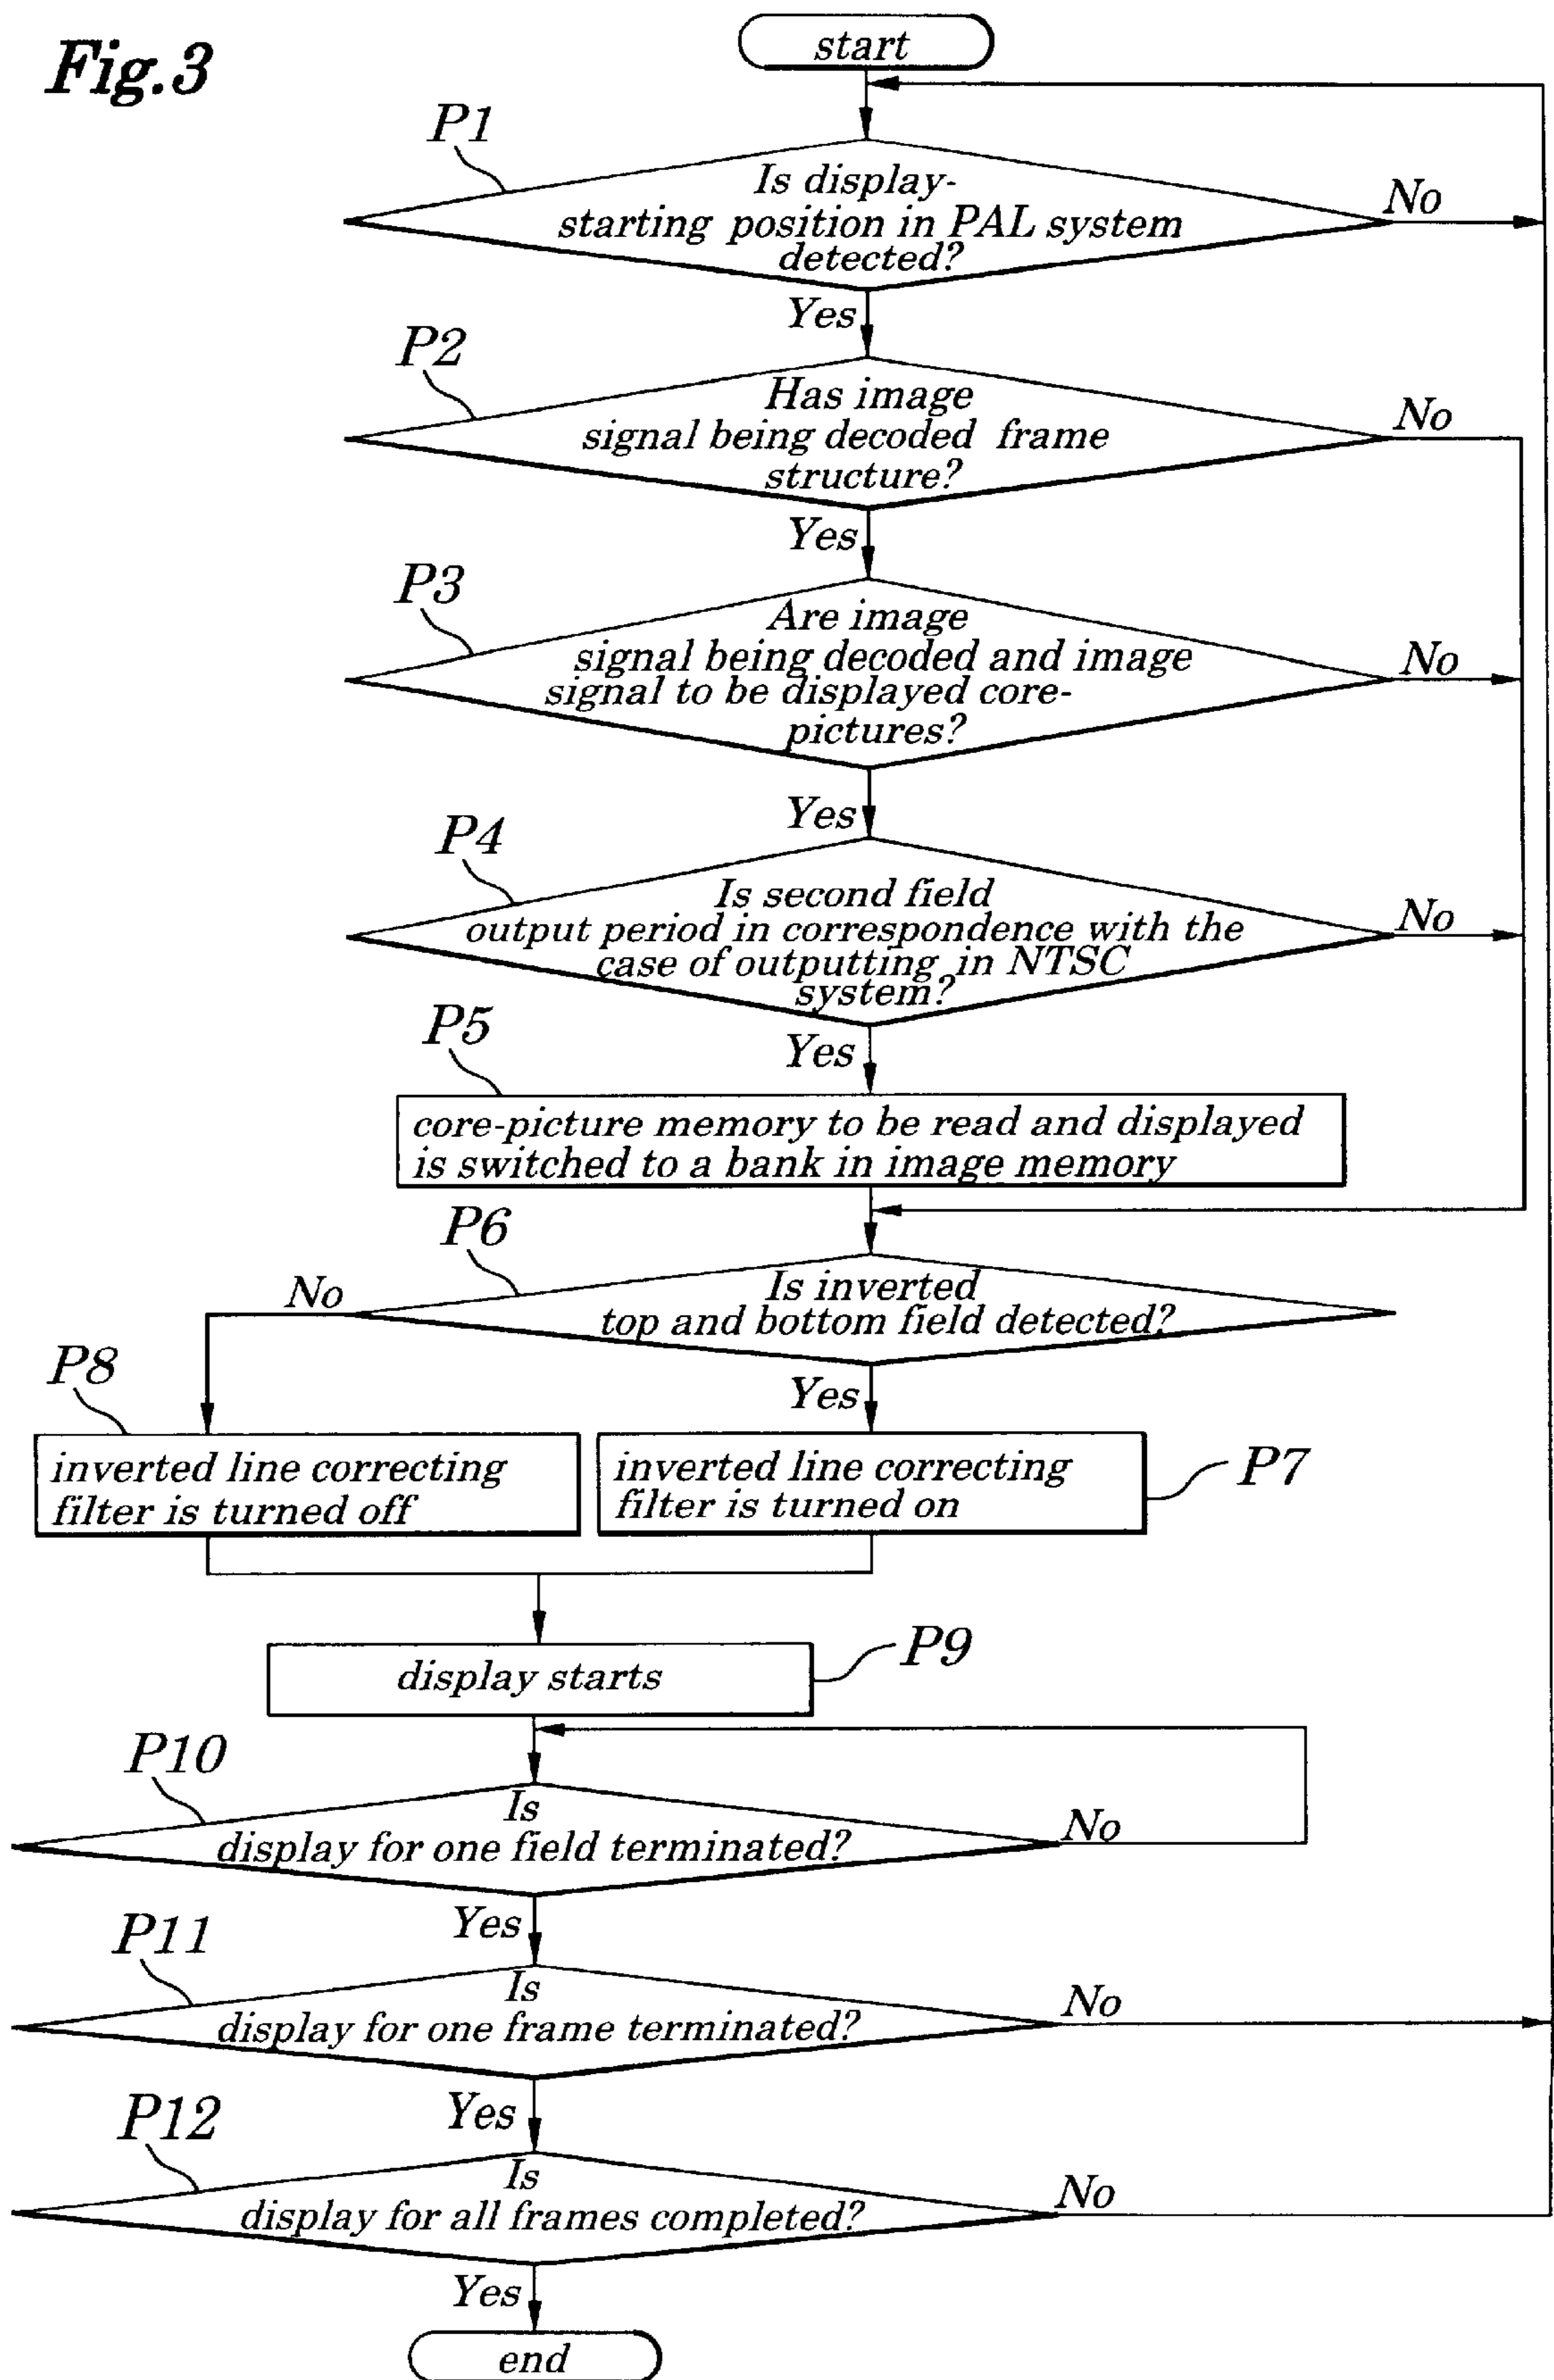 Fig.3
start
P1
Is display-
starting position in PAL system
detected?
No
Yes
P2
Has image
signal being decoded frame
structure?
No
Yes
P3
Are image
signal being decoded and image
signal to be displayed core-
pictures?
No
Yes
P4
Is second field
output period in correspondence with the
case of outputting in NTSC
system?
No
Yes
P5
core-picture memory to be read and displayed
is switched to a bank in image memory
P6
Is inverted
top and bottom field detected?
No
Yes
P8
inverted line correcting
filter is turned off
inverted line correcting
filter is turned on
P7
display starts
P9
P10
Is
display for one field terminated?
No
Yes
P11
Is
display for one frame terminated?
No
Yes
P12
Is
display for all frames completed?
No
Yes
end